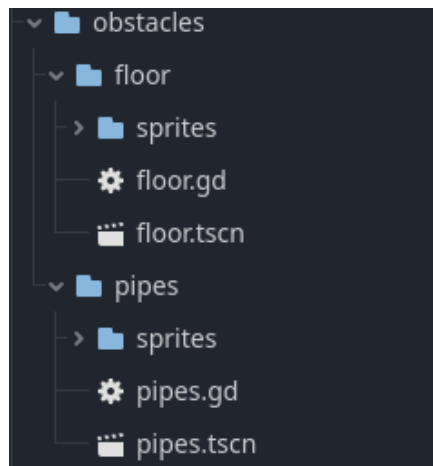 obstacles
floor
sprites
floor.gd
floor.tscn
pipes
sprites
pipes.gd
pipes.tscn